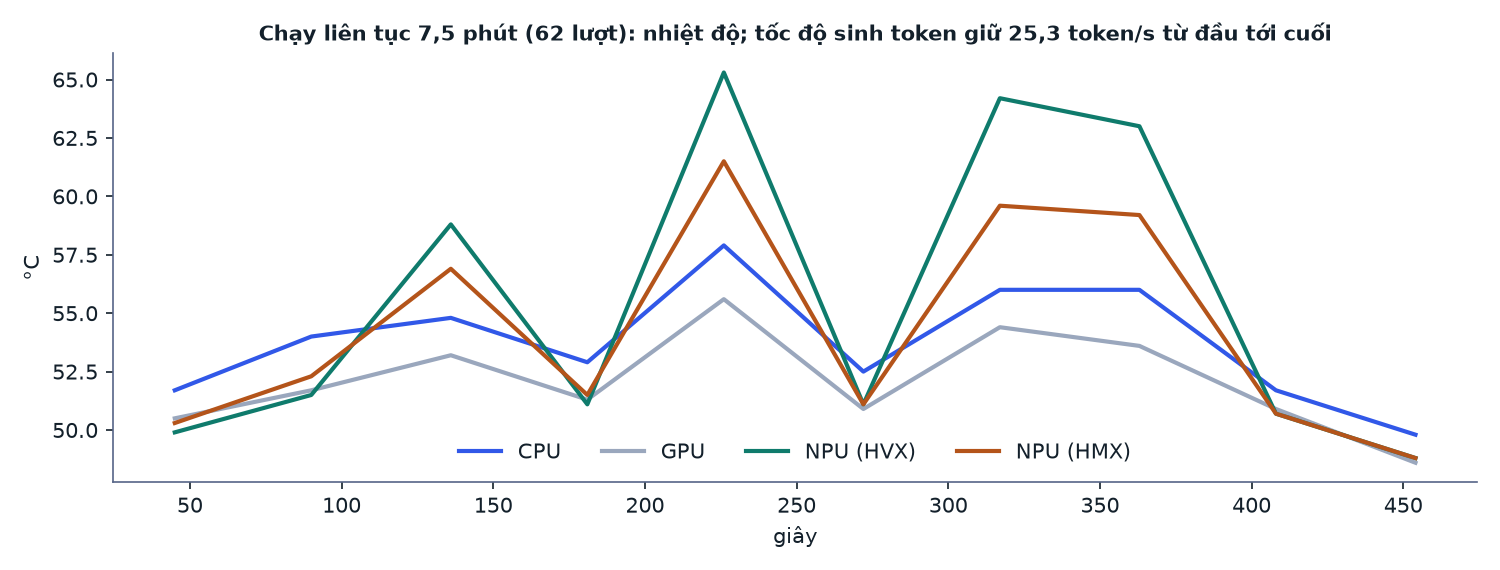 Chạy liên tục 7,5 phút (62 lượt): nhiệt độ; tốc độ sinh token giữ 25,3 token/s từ đầu tới cuối
°C
65.0
62.5
60.0
57.5
55.0
52.5
50.0
CPU GPU NPU (HVX) NPU (HMX)
50 100 150 200 250 300 350 400 450
giây